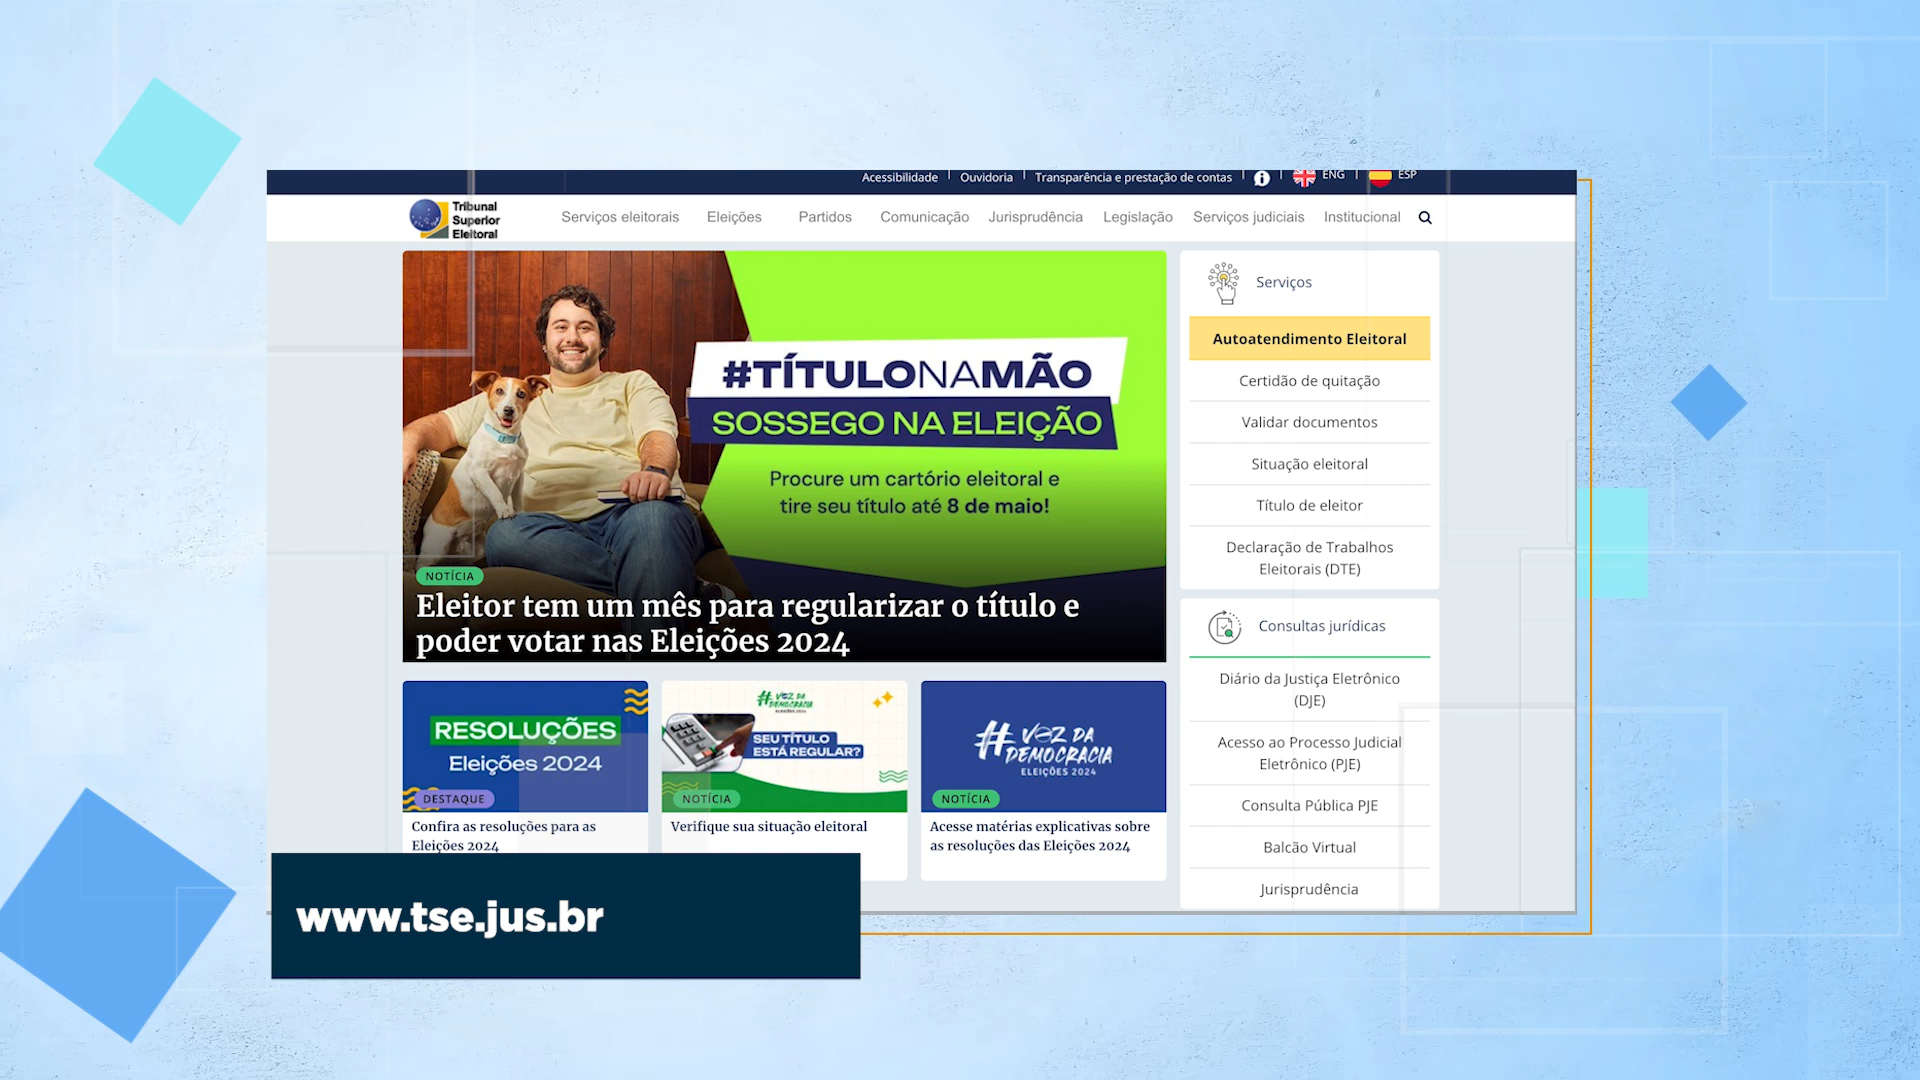 Acessibilidade
Ouvidoria
Transparência e prestação de contas
ENG
ESP
Tribunal
Superior
Eleitoral
Serviços eleitorais
Eleições
Partidos
Comunicação
Jurisprudência
Legislação
Serviços judiciais
Institucional
#TÍTULONAMÃO
SOSSEGO NA ELEIÇÃO
Procure um cartório eleitoral e
tire seu título até 8 de maio!
NOTÍCIA
Eleitor tem um mês para regularizar o título e
poder votar nas Eleições 2024
RESOLUÇÕES
Eleições 2024
DESTAQUE
Confira as resoluções para as
Eleições 2024
# VOZ DA
DEMOCRACIA
ELEIÇÕES 2024
SEU TÍTULO
ESTÁ REGULAR?
NOTÍCIA
Verifique sua situação eleitoral
# VOZ DA
DEMOCRACIA
ELEIÇÕES 2024
NOTÍCIA
Acesse matérias explicativas sobre
as resoluções das Eleições 2024
Serviços
Autoatendimento Eleitoral
Certidão de quitação
Validar documentos
Situação eleitoral
Título de eleitor
Declaração de Trabalhos
Eleitorais (DTE)
Consultas jurídicas
Diário da Justiça Eletrônico
(DJE)
Acesso ao Processo Judicial
Eletrônico (PJE)
Consulta Pública PJE
Balcão Virtual
Jurisprudência
www.tse.jus.br